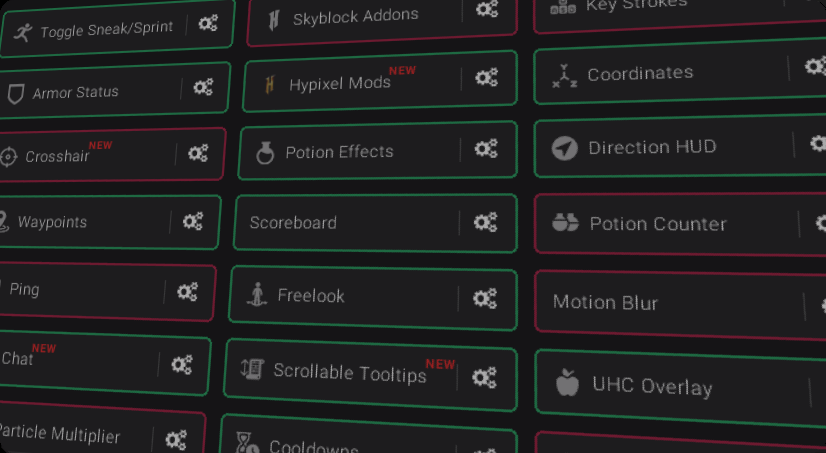 Toggle Sneak/Sprint
Skyblock Addons
Key Strokes
Armor Status
Hypixel Mods NEW
Coordinates
Crosshair NEW
Potion Effects
Direction HUD
Waypoints
Scoreboard
Potion Counter
Ping
Freelook
Motion Blur
Chat NEW
Scrollable Tooltips NEW
UHC Overlay
Particle Multiplier
Cooldowns